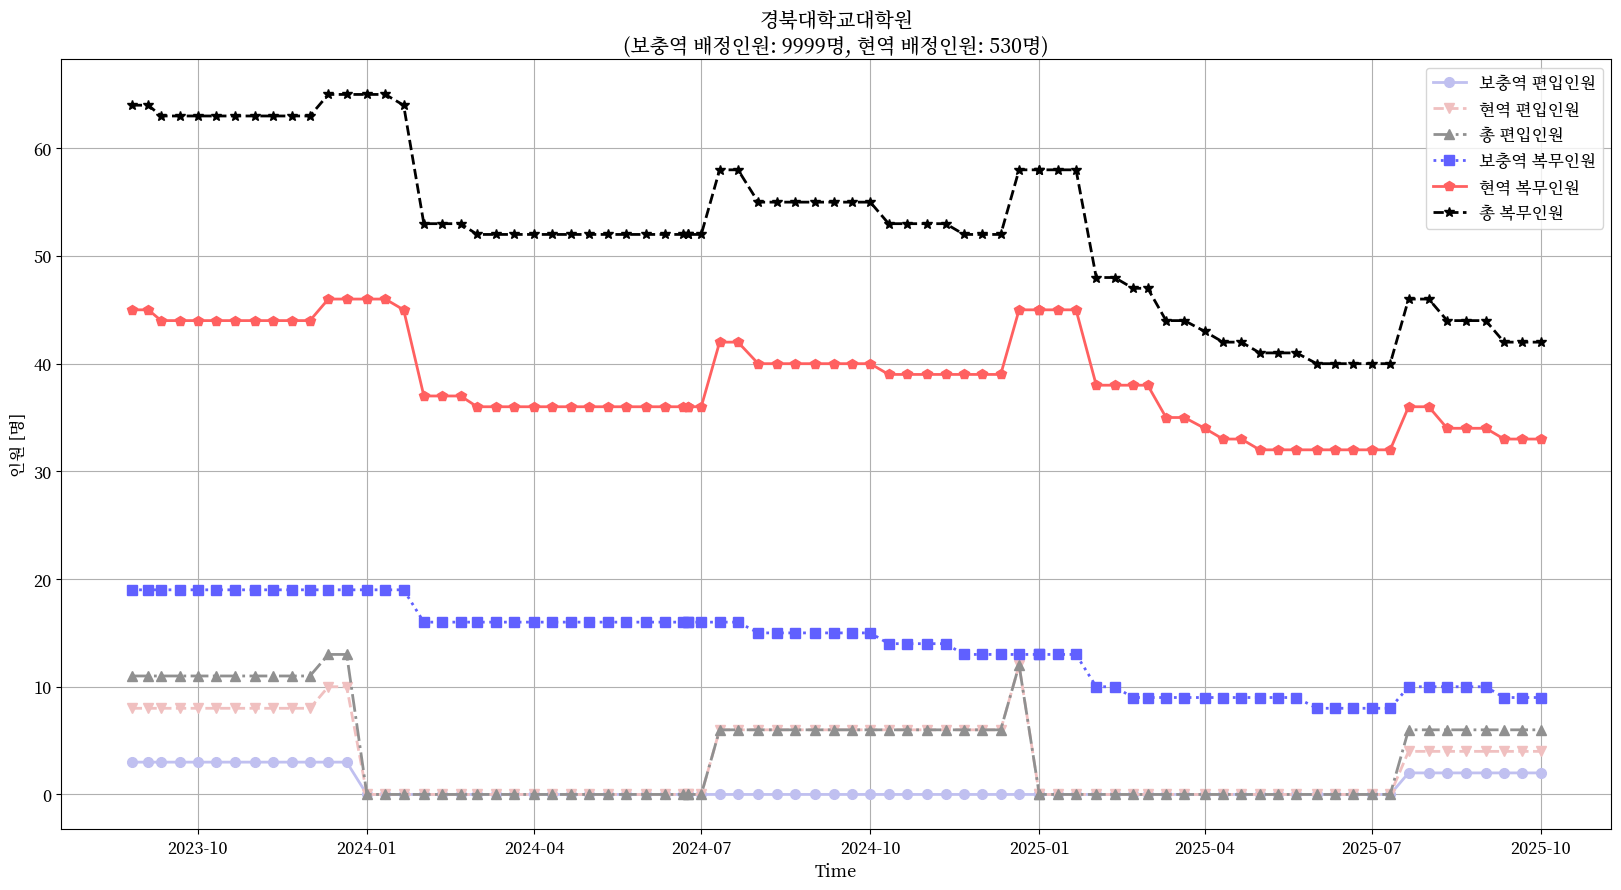 경북대학교대학원
(보충역 배정인원: 9999명, 현역 배정인원: 530명)
보충역 편입인원
현역 편입인원
총 편입인원
보충역 복무인원
현역 복무인원
총 복무인원
인원 [명]
60
50
40
30
20
10
0
2023-10
2024-01
2024-04
2024-07
2024-10
2025-01
2025-04
2025-07
2025-10
Time